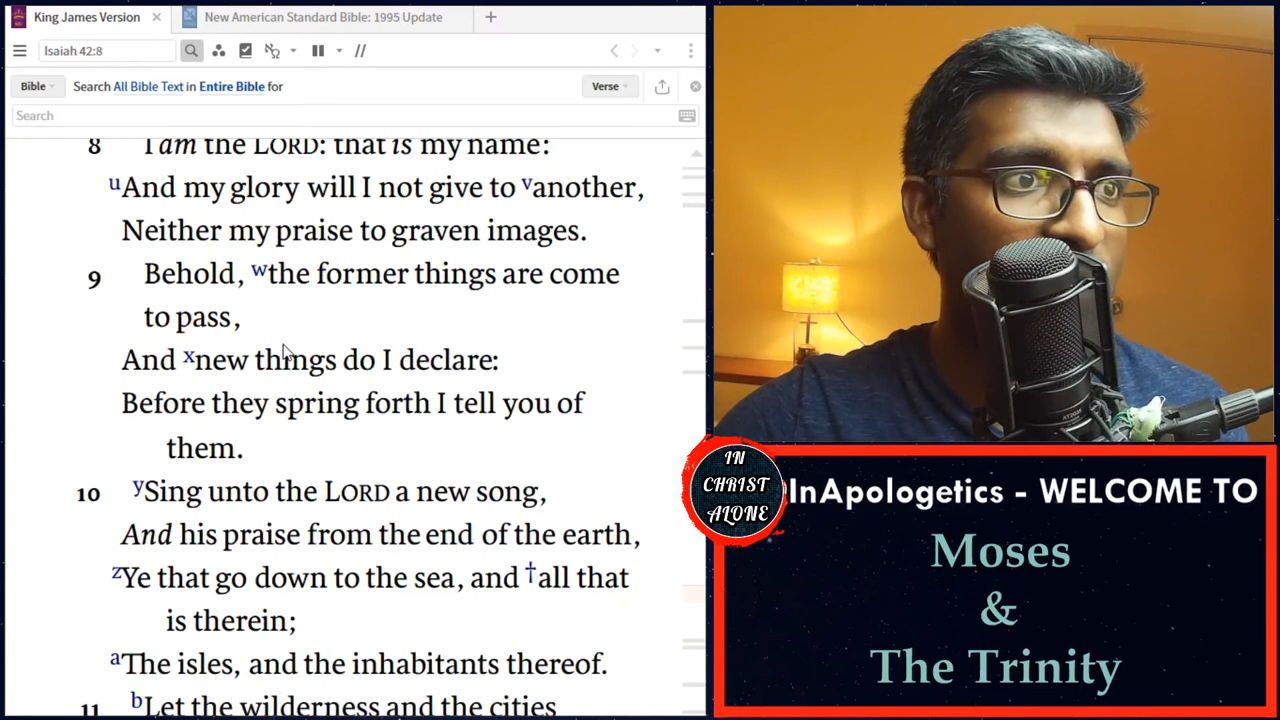 King James Version
New American Standard Bible: 1995 Update
Isaiah 42:8
Bible
Search All Bible Text in Entire Bible for
Verse
Search
8 I am the LORD: that is my name:
uAnd my glory will I not give to vanother,
Neither my praise to graven images.
9 Behold, wthe former things are come
to pass,
And xnew things do I declare:
Before they spring forth I tell you of
them.
10 ySing unto the LORD a new song,
And his praise from the end of the earth,
zYe that go down to the sea, and †all that
is therein;
aThe isles, and the inhabitants thereof.
11 bLet the wilderness and the cities
IN
CHRIST
ALONE
InApologetics - WELCOME TO
Moses
&
The Trinity